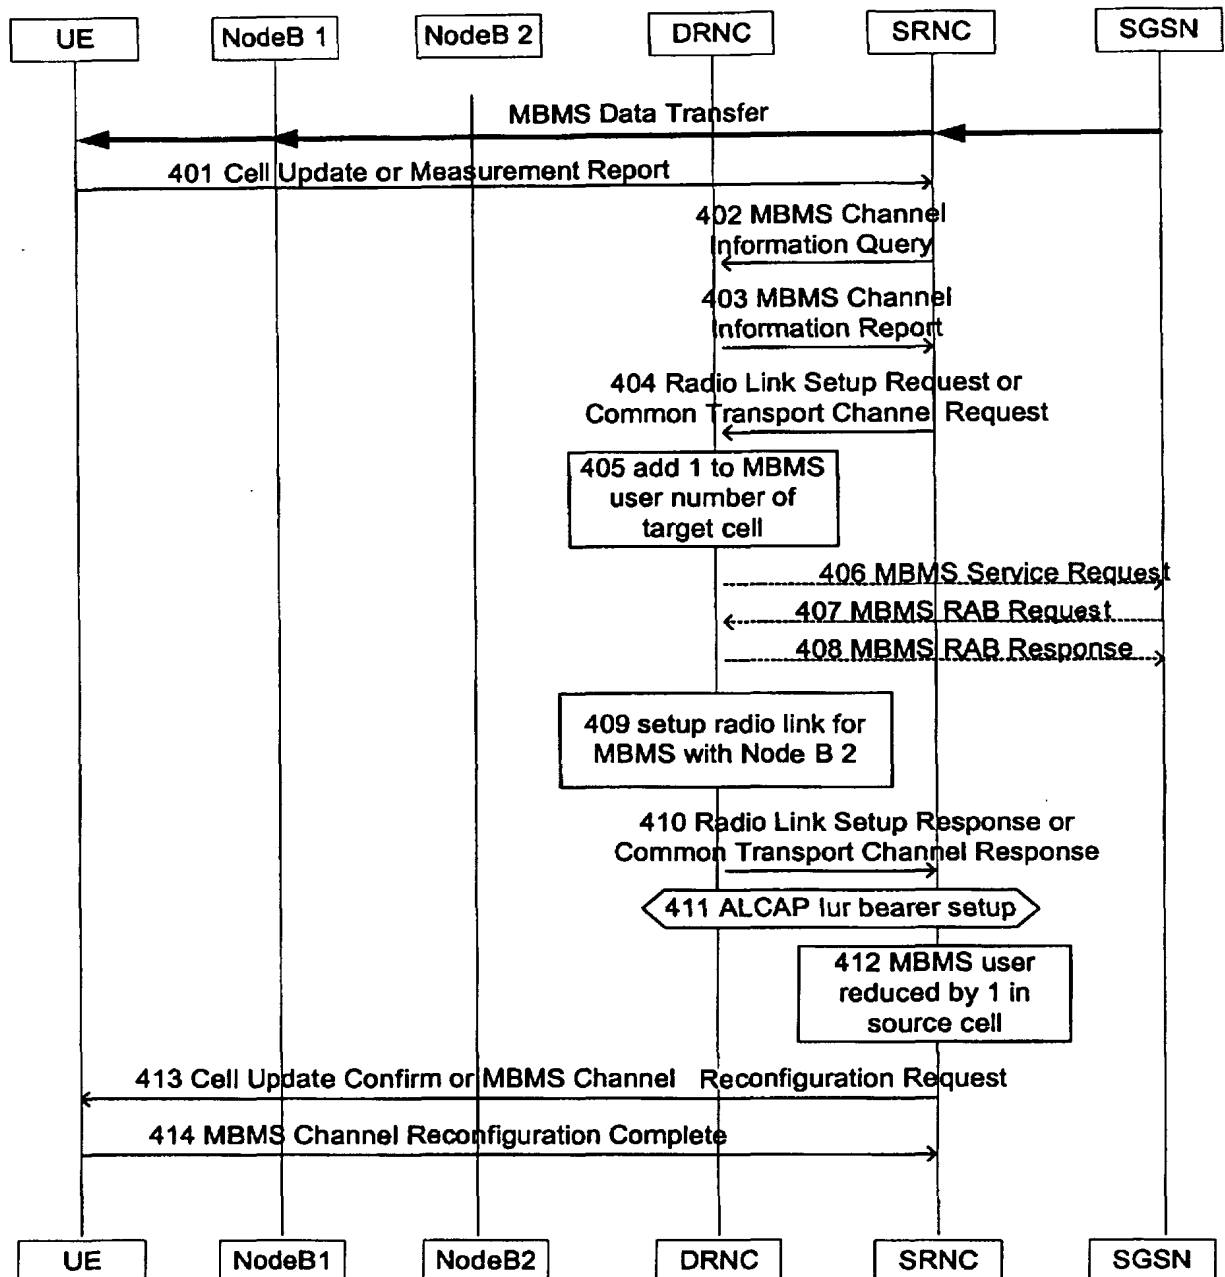 UE
NodeB 1
NodeB 2
DRNC
SRNC
SGSN
MBMS Data Transfer
401 Cell Update or Measurement Report
402 MBMS Channel
Information Query
403 MBMS Channel
Information Report
404 Radio Link Setup Request or
Common Transport Channel Request
405 add 1 to MBMS
user number of
target cell
406 MBMS Service Request
407 MBMS RAB Request
408 MBMS RAB Response
409 setup radio link for
MBMS with Node B 2
410 Radio Link Setup Response or
Common Transport Channel Response
411 ALCAP Iur bearer setup
412 MBMS user
reduced by 1 in
source cell
413 Cell Update Confirm or MBMS Channel Reconfiguration Request
414 MBMS Channel Reconfiguration Complete
UE
NodeB1
NodeB2
DRNC
SRNC
SGSN